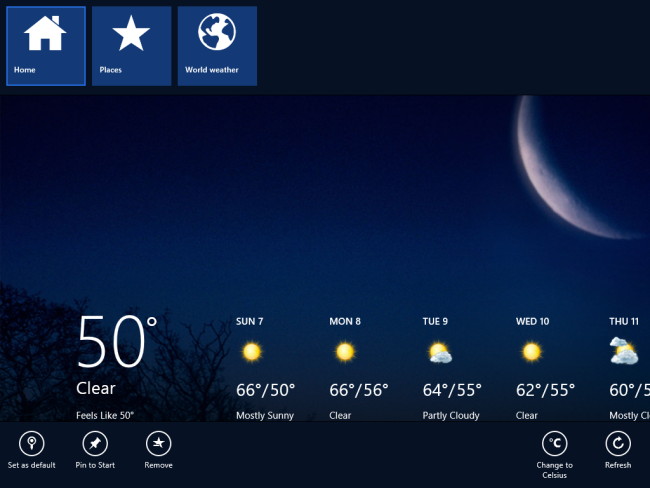 Home
Places
World weather
50°
Clear
Feels Like 50°
SUN 7
66°/50°
Mostly Sunny
MON 8
66°/56°
Clear
TUE 9
64°/55°
Partly Cloudy
WED 10
62°/55°
Clear
THU 11
60°/5
Mostly Cl
Set as default
Pin to Start
Remove
°C
Change to
Celsius
Refresh